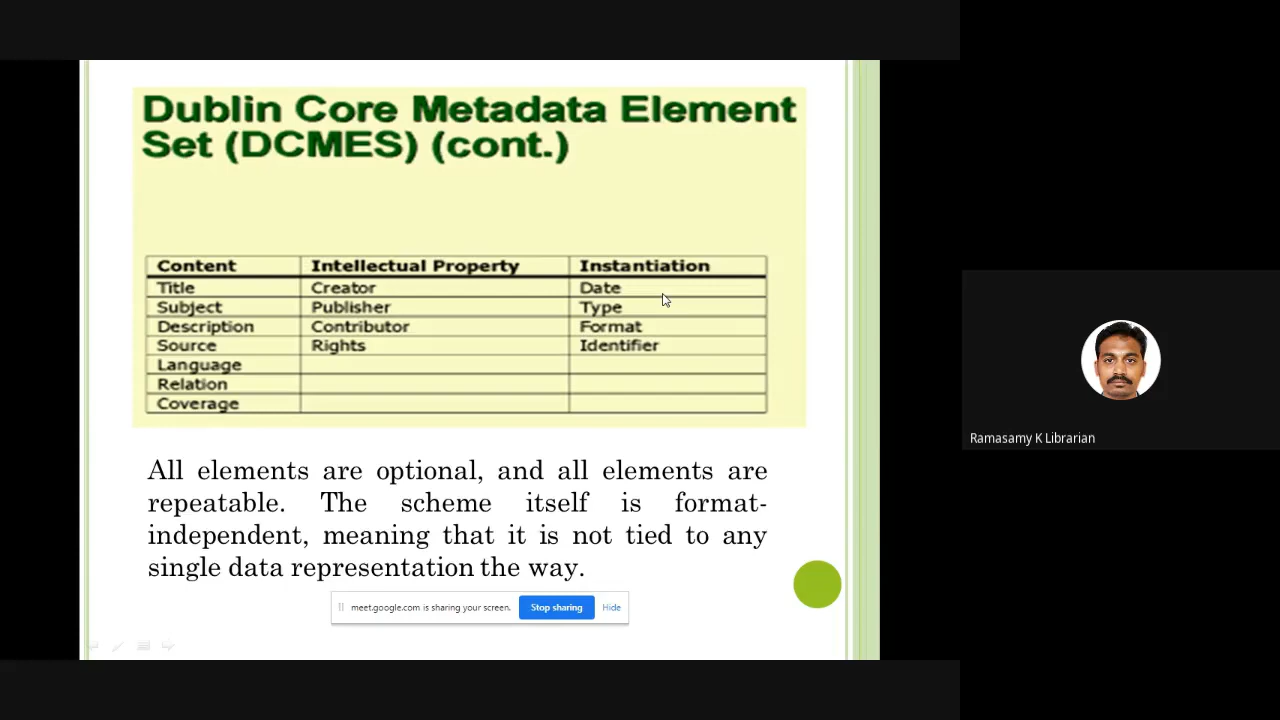 Dublin Core Metadata Element
Set (DCMES) (cont.)
Content Intellectual Property Instantiation
Title Creator Date
Subject Publisher Type
Description Contributor Format
Source Rights Identifier
Language
Relation
Coverage
All elements are optional, and all elements are
repeatable. The scheme itself is format-
independent, meaning that it is not tied to any
single data representation the way.
meet.google.com is sharing your screen. Stop sharing Hide
Ramasamy K Librarian